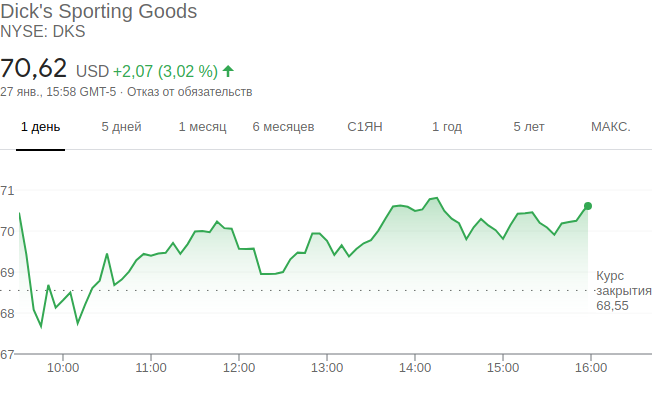 Dick's Sporting Goods
NYSE: DKS
70,62 USD +2,07 (3,02 %)
27 янв., 15:58 GMT-5 · Отказ от обязательств
1 день 5 дней 1 месяц 6 месяцев С1ЯН 1 год 5 лет МАКС.
71
70
69
Курс
закрытия
68,55
68
67
10:00 11:00 12:00 13:00 14:00 15:00 16:00